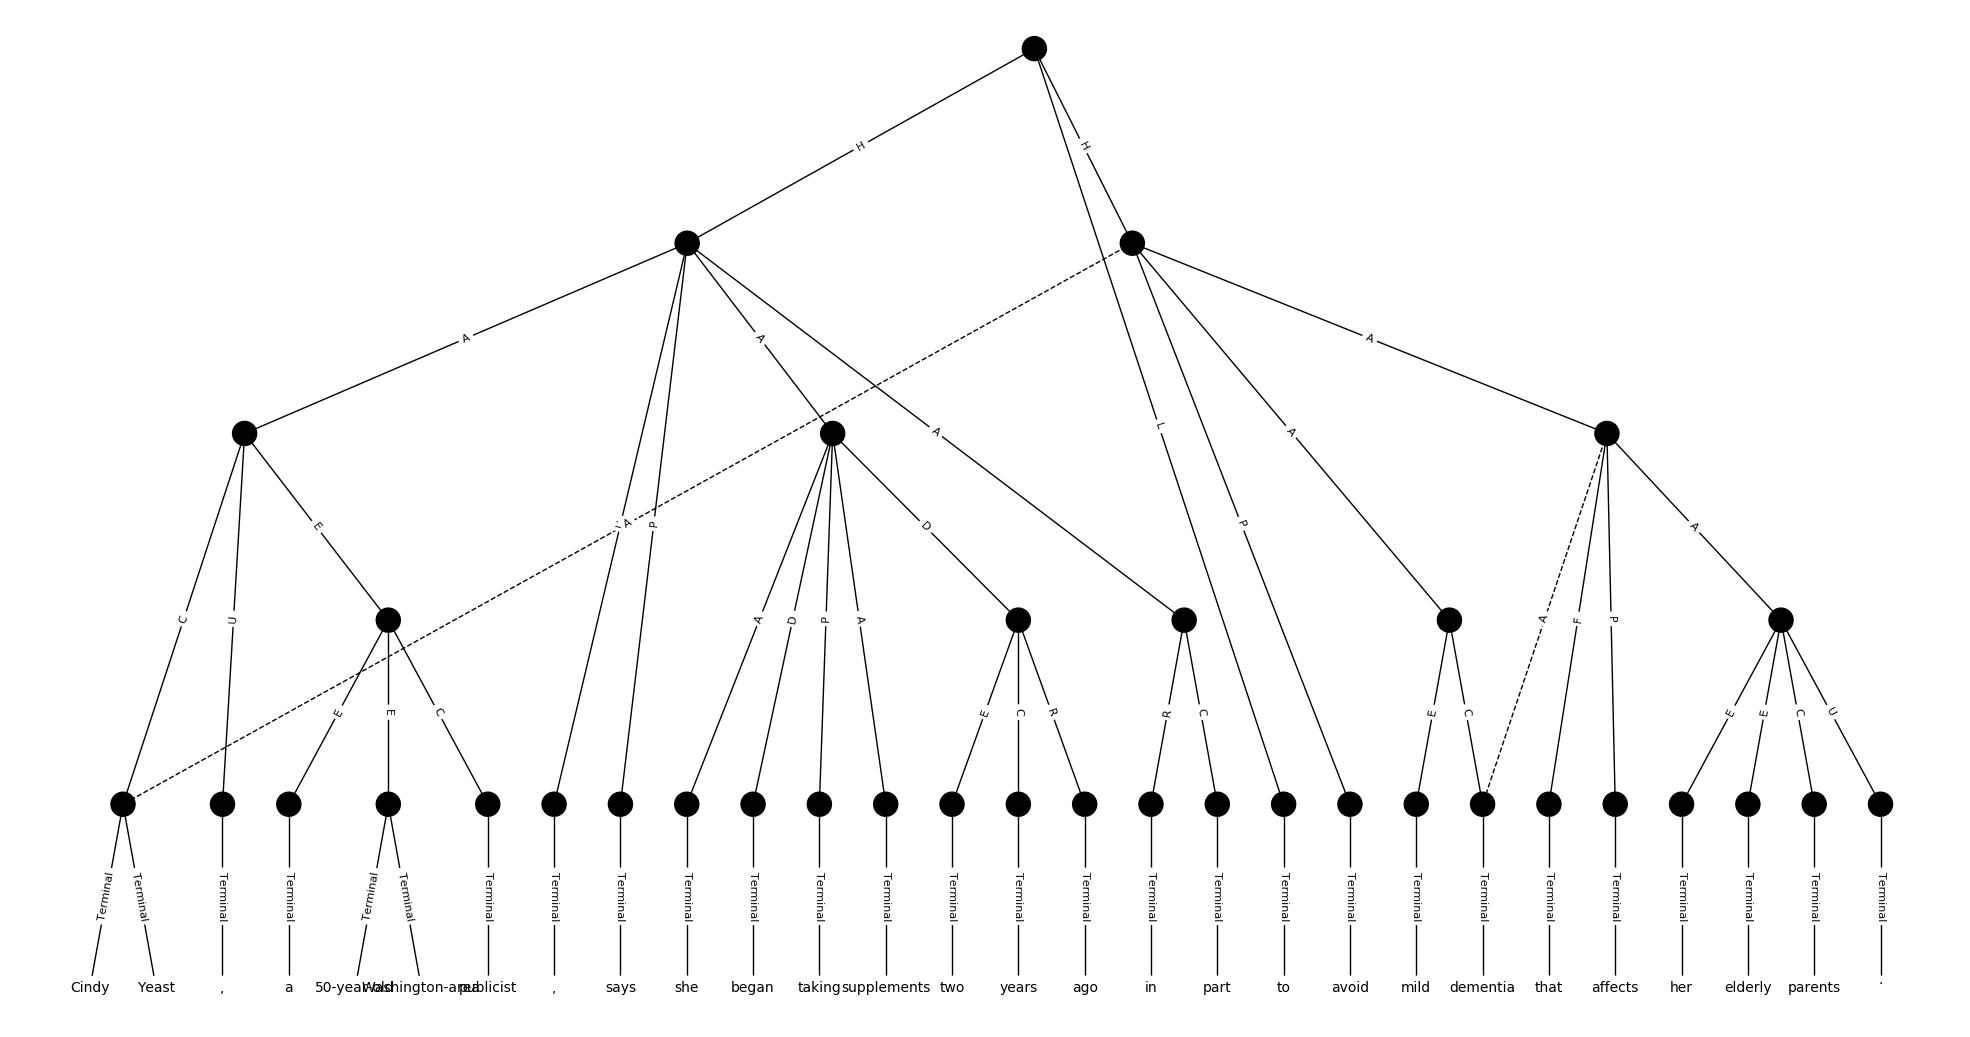 H H
A A A
L A A
E D A
U A P P
C U A D P A A F P
E E C E C R R C E C E E C U
Terminal Terminal Terminal Terminal Terminal Terminal Terminal Terminal Terminal Terminal Terminal Terminal Terminal Terminal Terminal Terminal Terminal Terminal Terminal Terminal Terminal Terminal Terminal Terminal Terminal Terminal Terminal Terminal Terminal
Cindy Yeast , a 50-year-old Washington-area publicist , says she began taking supplements two years ago in part to avoid mild dementia that affects her elderly parents .